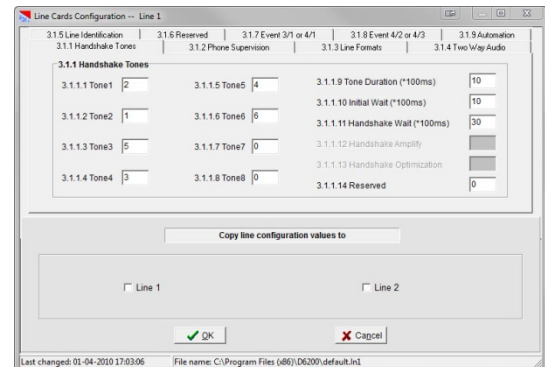 Line Cards Configuration -- Line 1
3.1.5 Line Identification 3.1.6 Reserved 3.1.7 Event 3/1 or 4/1 3.1.8 Event 4/2 or 4/3 3.1.9 Automation
3.1.1 Handshake Tones 3.1.2 Phone Supervision 3.1.3 Line Formats 3.1.4 Two Way Audio
3.1.1 Handshake Tones
3.1.1.1 Tone1 2 3.1.1.5 Tone5 4 3.1.1.9 Tone Duration (*100ms) 10
3.1.1.2 Tone2 1 3.1.1.6 Tone6 6 3.1.1.10 Initial Wait (*100ms) 10
3.1.1.11 Handshake Wait (*100ms) 30
3.1.1.3 Tone3 5 3.1.1.7 Tone7 0 3.1.1.12 Handshake Amplify
3.1.1.13 Handshake Optimization
3.1.1.4 Tone4 3 3.1.1.8 Tone8 0 3.1.1.14 Reserved 0
Copy line configuration values to
Line 1 Line 2
OK Cancel
Last changed: 01-04-2010 17:03:06 File name: C:\Program Files (x86)\D6200\default.ln1